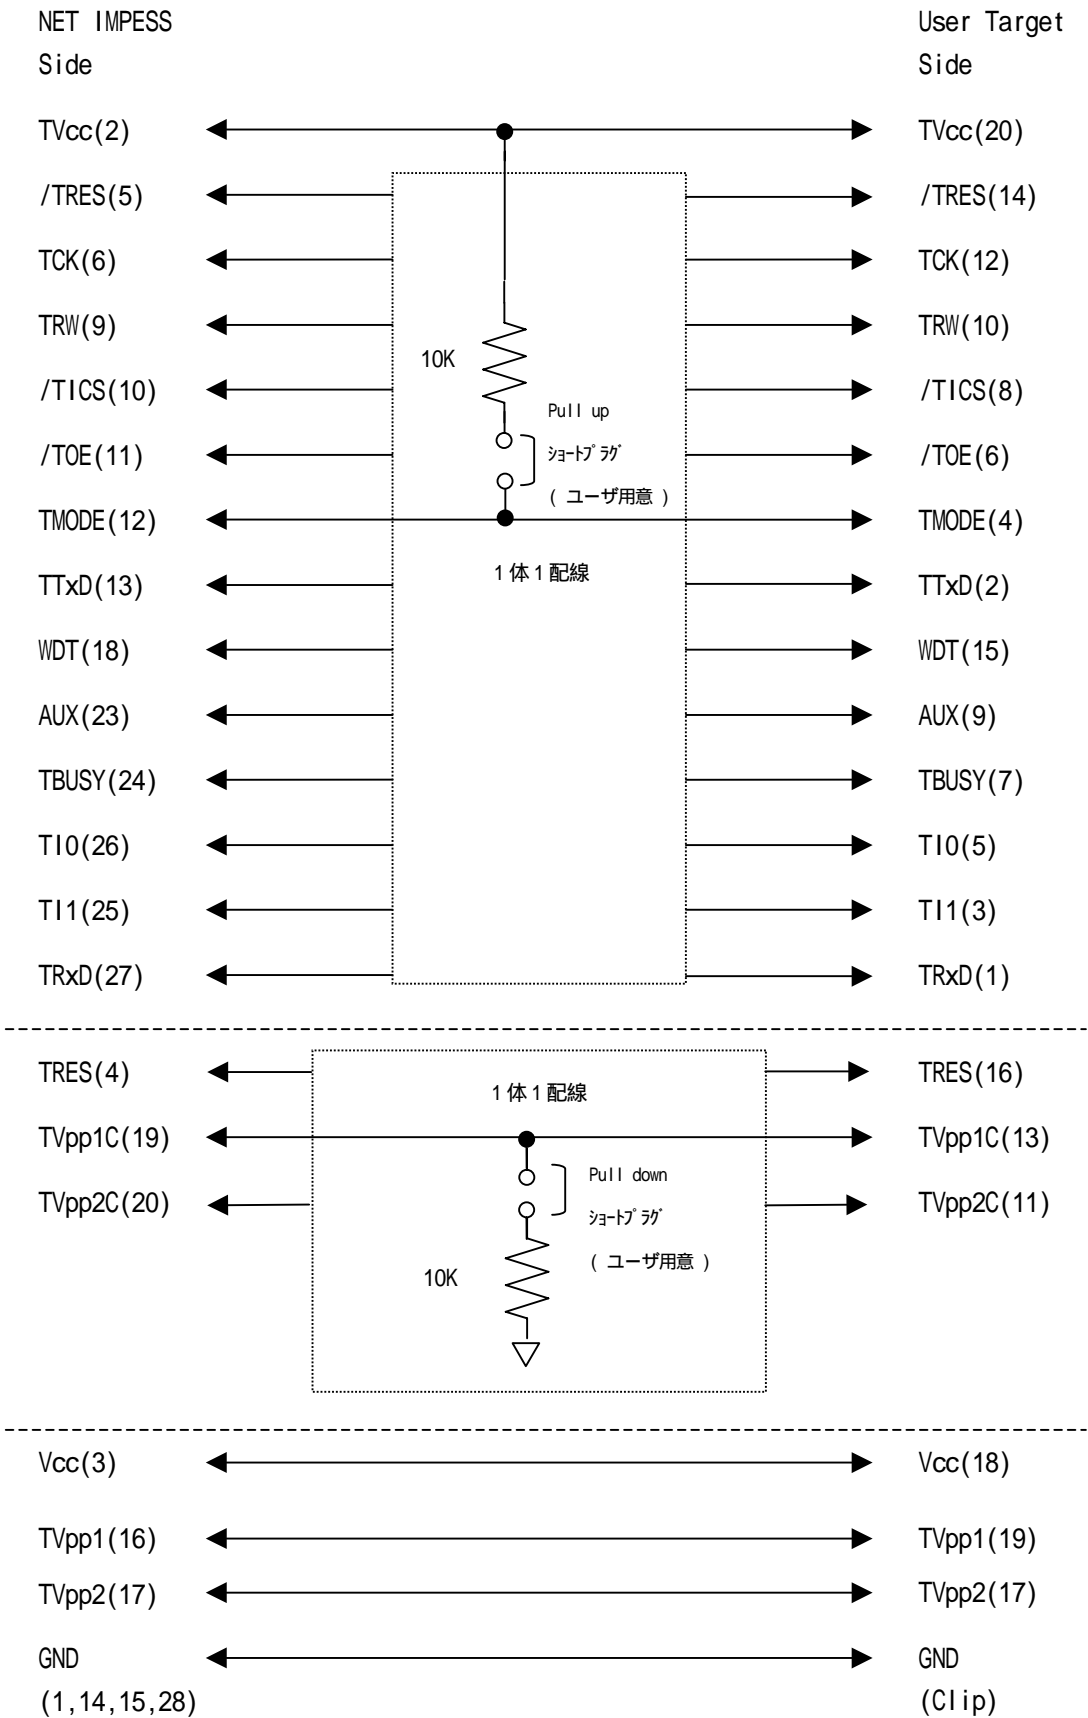 NET IMPESS User Target
Side Side
TVcc(2) TVcc(20)
/TRES(5) /TRES(14)
TCK(6) TCK(12)
TRW(9) TRW(10)
10K
/TICS(10) /TICS(8)
Pull up
/TOE(11) ｼｮｰﾄﾌﾟﾗｸﾞ /TOE(6)
( ユーザ用意 )
TMODE(12) TMODE(4)
1体1配線
TTxD(13) TTxD(2)
WDT(18) WDT(15)
AUX(23) AUX(9)
TBUSY(24) TBUSY(7)
TI0(26) TI0(5)
TI1(25) TI1(3)
TRxD(27) TRxD(1)
TRES(4) TRES(16)
1体1配線
TVpp1C(19) TVpp1C(13)
Pull down
TVpp2C(20) TVpp2C(11)
ｼｮｰﾄﾌﾟﾗｸﾞ
( ユーザ用意 )
10K
Vcc(3) Vcc(18)
TVpp1(16) TVpp1(19)
TVpp2(17) TVpp2(17)
GND GND
(1,14,15,28) (Clip)